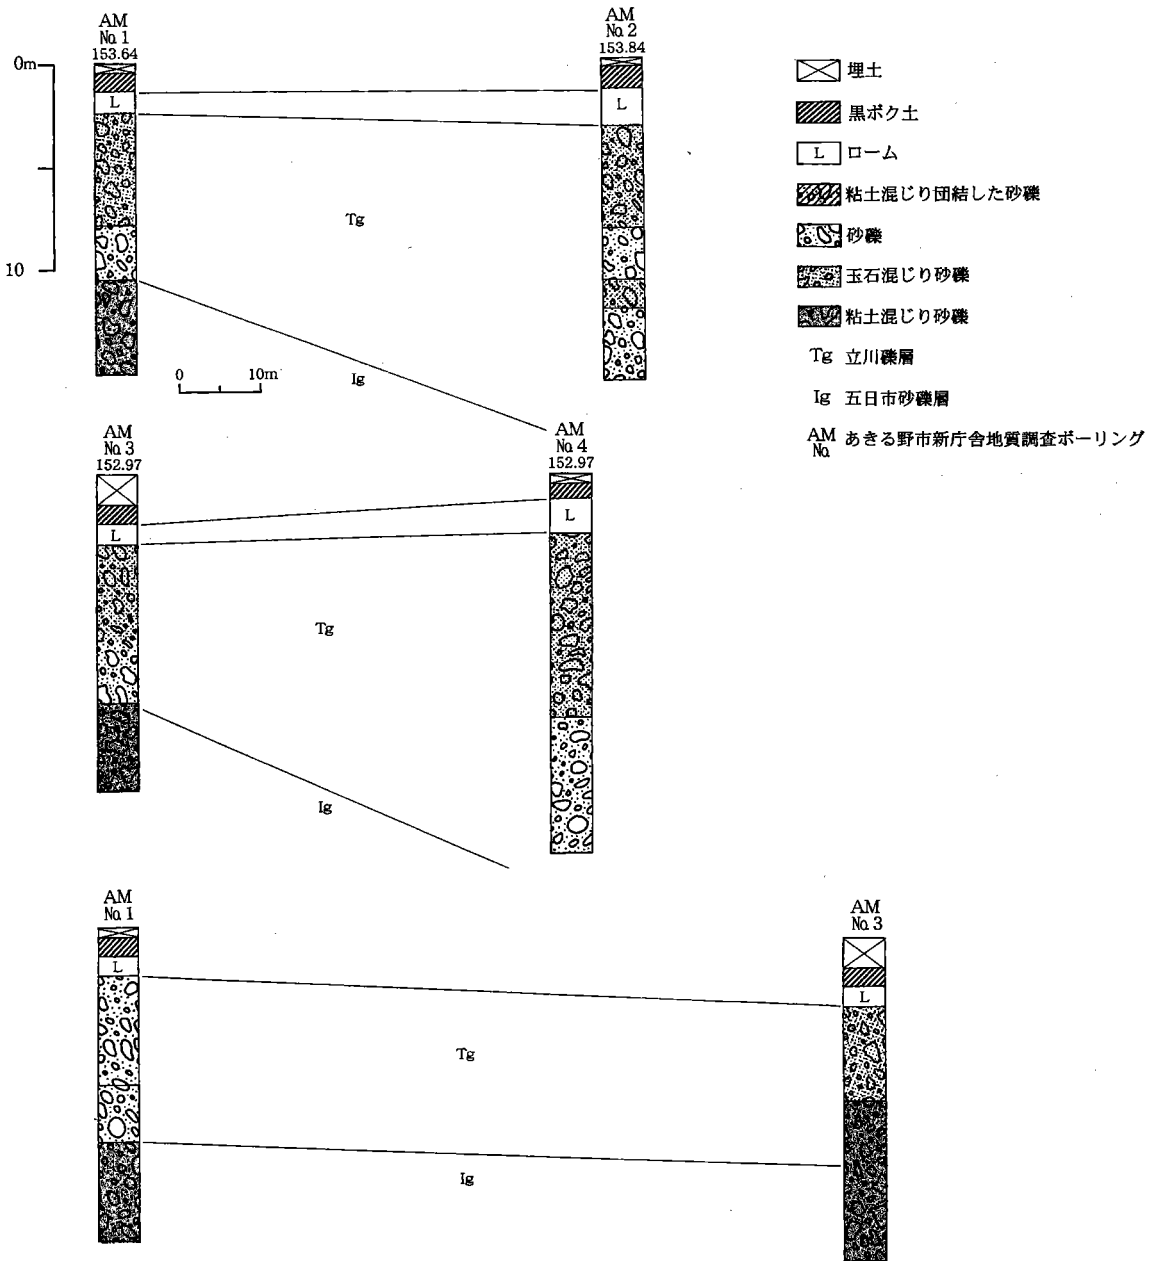 AM
No. 1
153.64
AM
No. 2
153.84
0m
10
L
L
Tg
Ig
0 10m
埋土
黒ボク土
L ローム
粘土混じり団結した砂礫
砂礫
玉石混じり砂礫
粘土混じり砂礫
Tg 立川礫層
Ig 五日市砂礫層
AM No. あきる野市新庁舎地質調査ボーリング
AM
No. 3
152.97
AM
No. 4
152.97
L
L
Tg
Ig
AM
No. 1
AM
No. 3
L
L
Tg
Ig